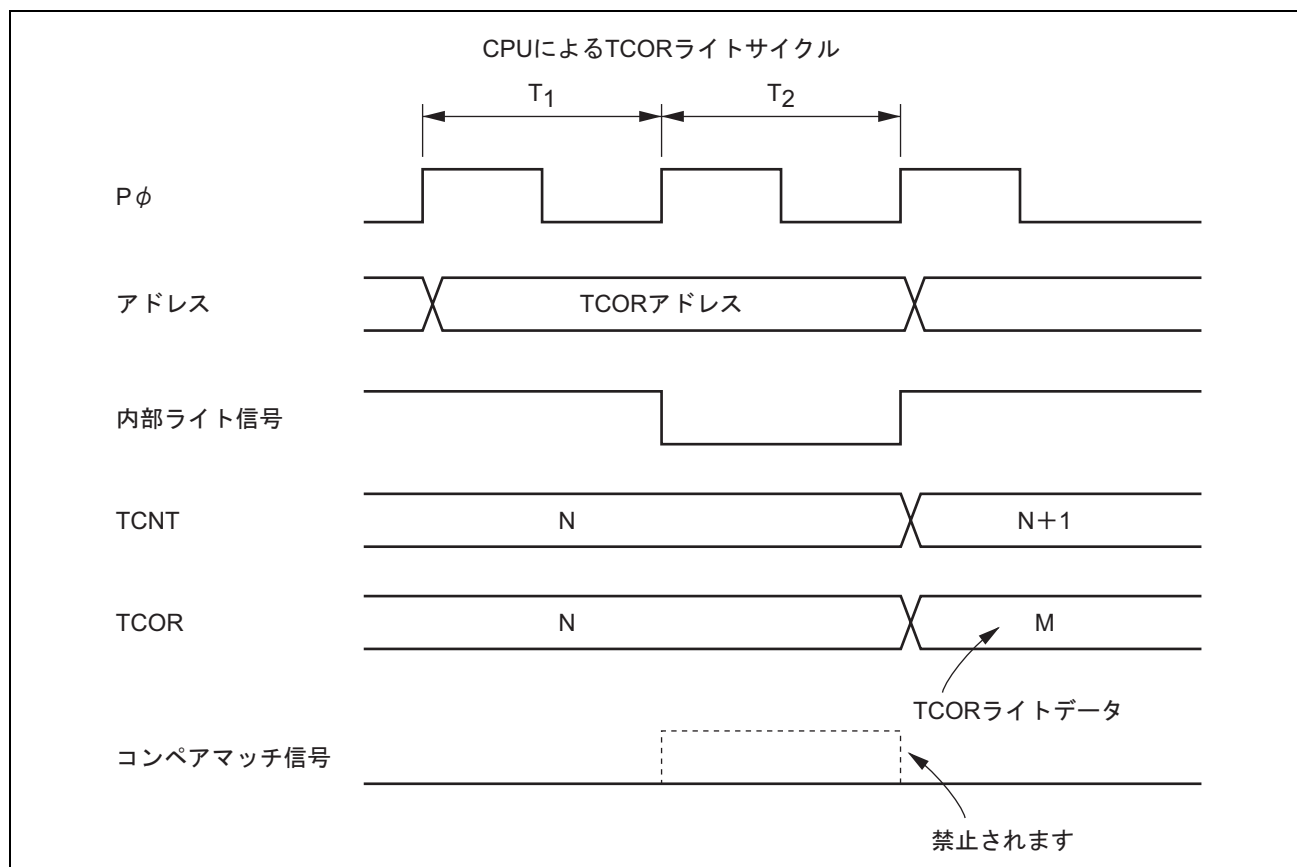 CPUによるTCORライトサイクル
T1
T2
Pφ
アドレス
TCORアドレス
内部ライト信号
TCNT
N
N＋1
TCOR
N
M
TCORライトデータ
コンペアマッチ信号
禁止されます